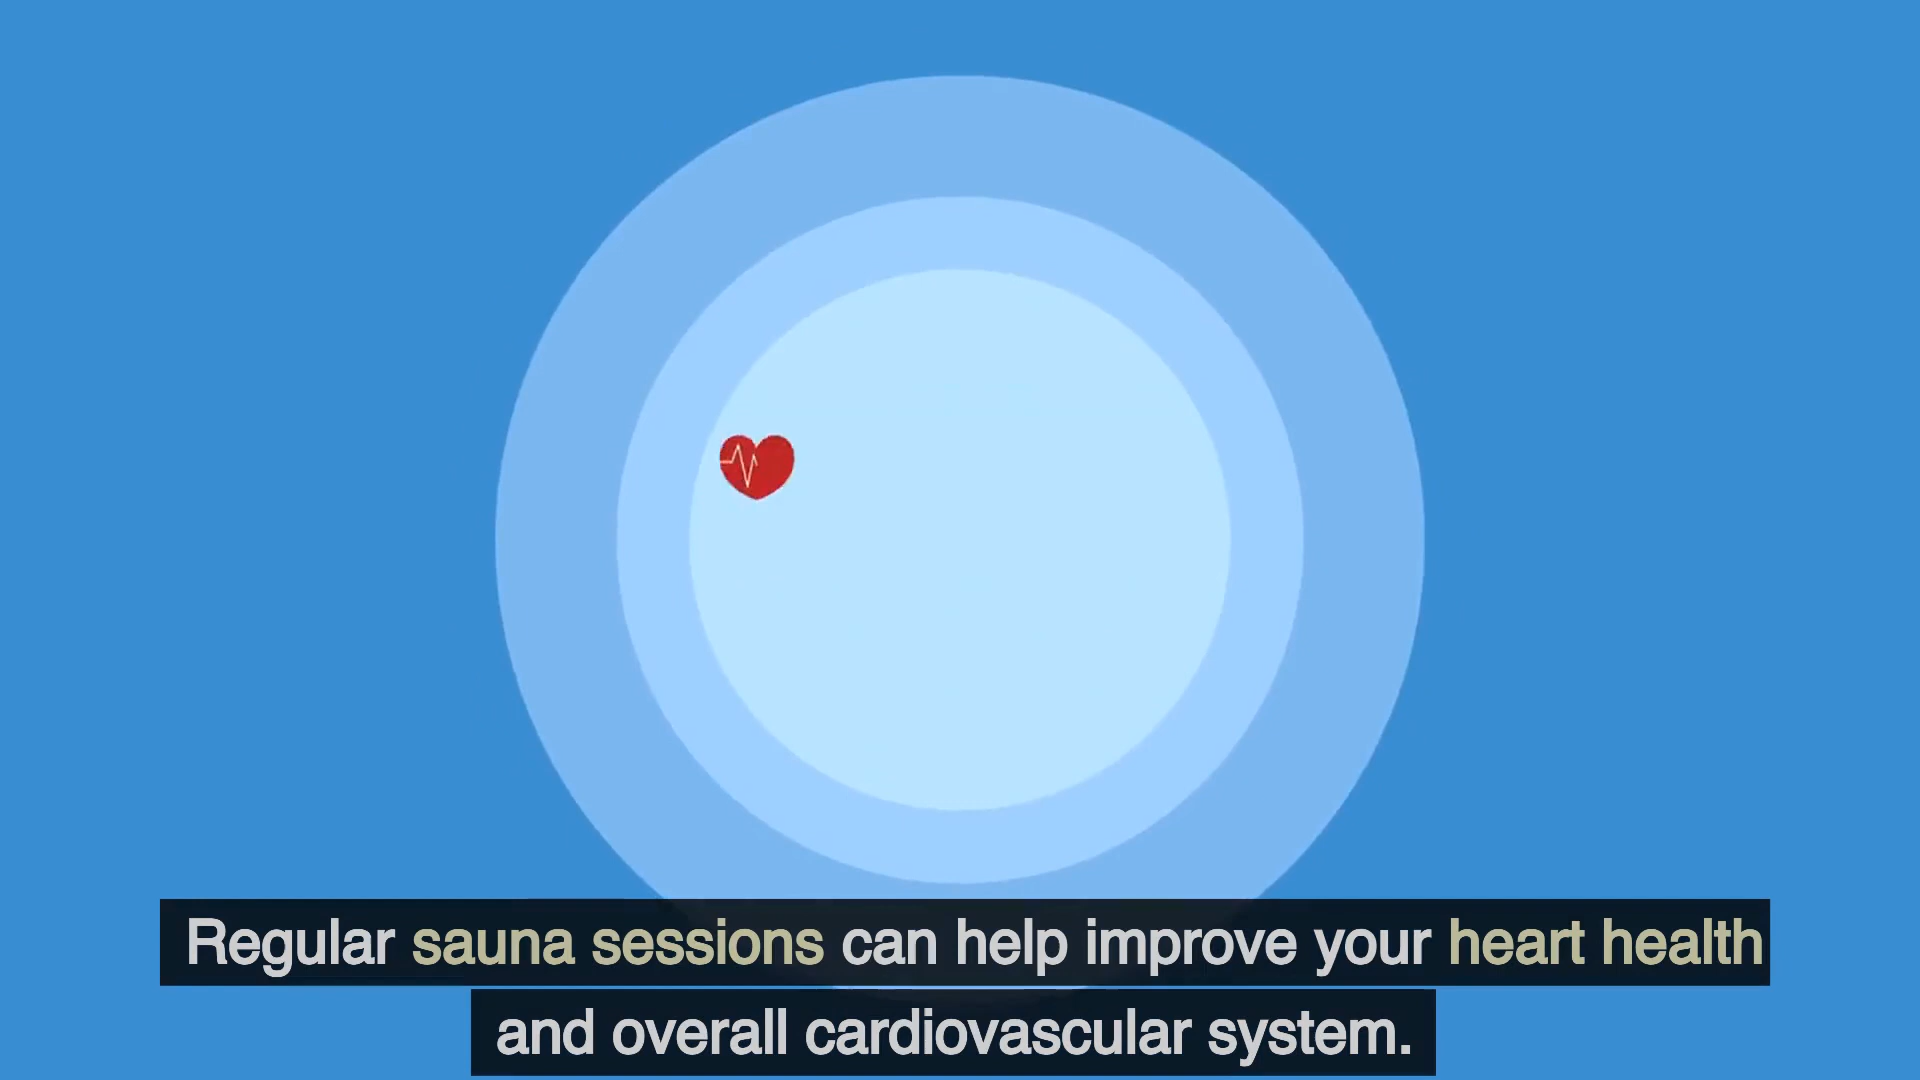 Regular sauna sessions can help improve your heart health
and overall cardiovascular system.